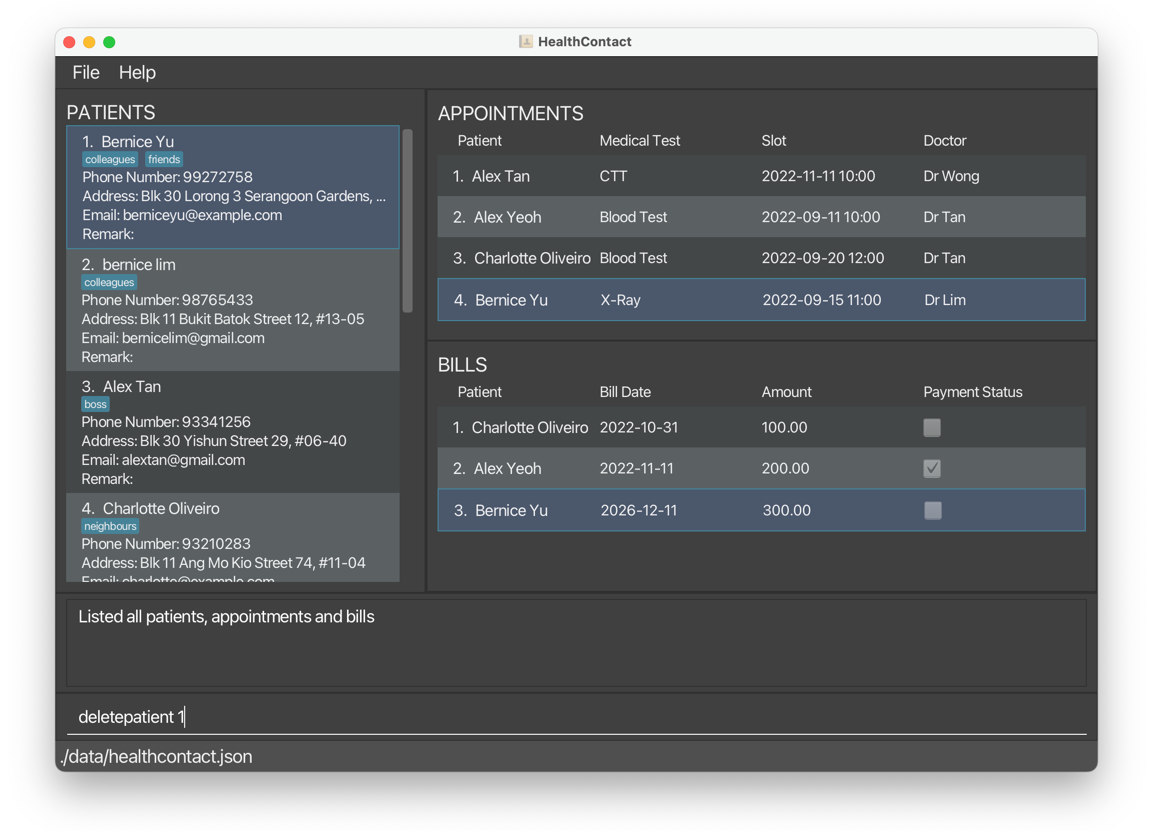 HealthContact
File Help
PATIENTS
1. Bernice Yu
colleagues friends
Phone Number: 99272758
Address: Blk 30 Lorong 3 Serangoon Gardens, ...
Email: berniceyu@example.com
Remark:
2. bernice lim
colleagues
Phone Number: 98765433
Address: Blk 11 Bukit Batok Street 12, #13-05
Email: bernicelim@gmail.com
Remark:
3. Alex Tan
boss
Phone Number: 93341256
Address: Blk 30 Yishun Street 29, #06-40
Email: alextan@gmail.com
Remark:
4. Charlotte Oliveiro
neighbours
Phone Number: 93210283
Address: Blk 11 Ang Mo Kio Street 74, #11-04
Email: charlotte@example.com
APPOINTMENTS
Patient Medical Test Slot Doctor
1. Alex Tan CTT 2022-11-11 10:00 Dr Wong
2. Alex Yeoh Blood Test 2022-09-11 10:00 Dr Tan
3. Charlotte Oliveiro Blood Test 2022-09-20 12:00 Dr Tan
4. Bernice Yu X-Ray 2022-09-15 11:00 Dr Lim
BILLS
Patient Bill Date Amount Payment Status
1. Charlotte Oliveiro 2022-10-31 100.00
2. Alex Yeoh 2022-11-11 200.00
3. Bernice Yu 2026-12-11 300.00
Listed all patients, appointments and bills
deletepatient 1
./data/healthcontact.json